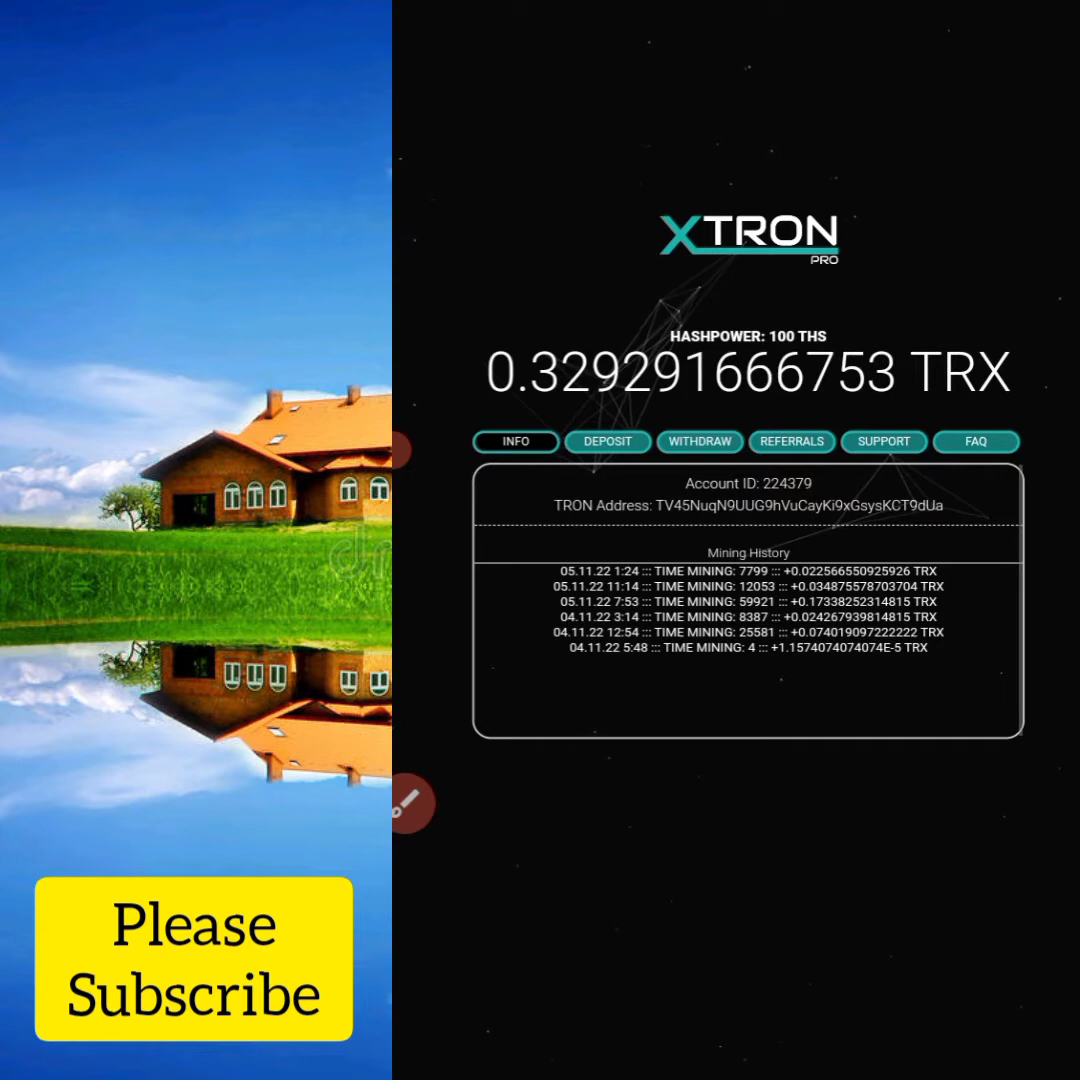 XTRON
PRO
HASHPOWER: 100 THS
0.329291666753 TRX
INFO DEPOSIT WITHDRAW REFERRALS SUPPORT FAQ
Account ID: 224379
TRON Address: TV45NuqN9UUG9hVuCayKi9xGsysKCT9dUa
Mining History
05.11.22 1:24 ::: TIME MINING: 7799 ::: +0.022566550925926 TRX
05.11.22 11:14 ::: TIME MINING: 12053 ::: +0.034875578703704 TRX
05.11.22 7:53 ::: TIME MINING: 59921 ::: +0.17338252314815 TRX
04.11.22 3:14 ::: TIME MINING: 8387 ::: +0.024267939814815 TRX
04.11.22 12:54 ::: TIME MINING: 25581 ::: +0.074019097222222 TRX
04.11.22 5:48 ::: TIME MINING: 4 ::: +1.1574074074074E-5 TRX
Please
Subscribe